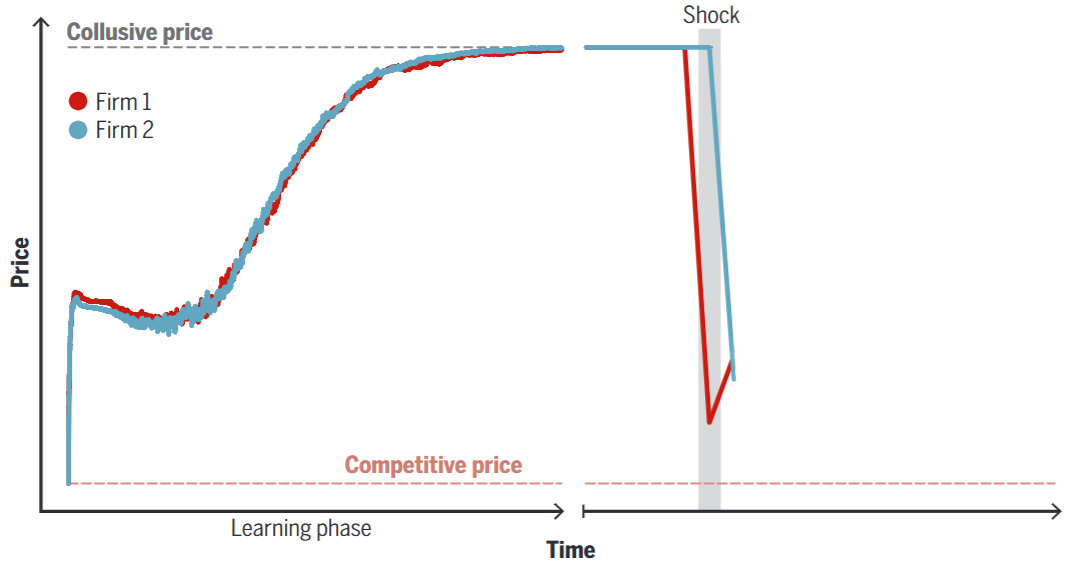 Shock
Collusive price
Firm 1
Firm 2
Price
Competitive price
Learning phase
Time